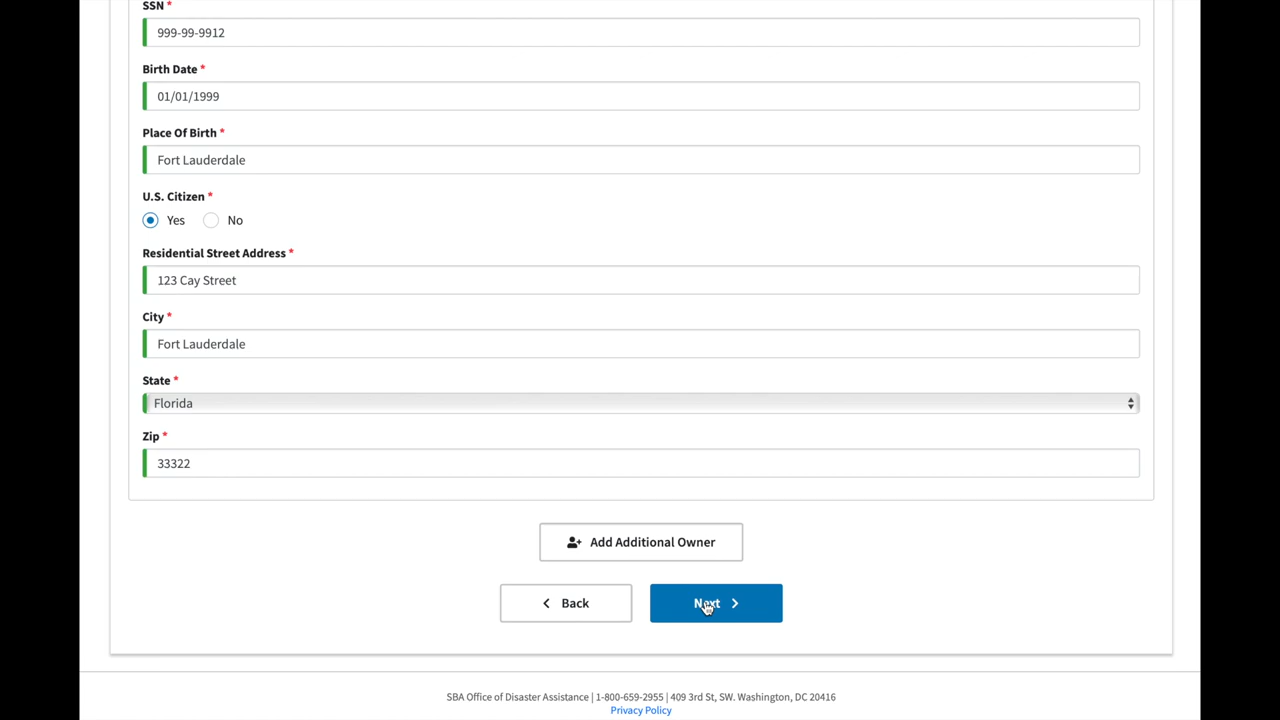 SSN *
999-99-9912
Birth Date *
01/01/1999
Place Of Birth *
Fort Lauderdale
U.S. Citizen *
Yes No
Residential Street Address *
123 Cay Street
City *
Fort Lauderdale
State *
Florida
Zip *
33322
Add Additional Owner
Back Next
SBA Office of Disaster Assistance | 1-800-659-2955 | 409 3rd St, SW. Washington, DC 20416
Privacy Policy